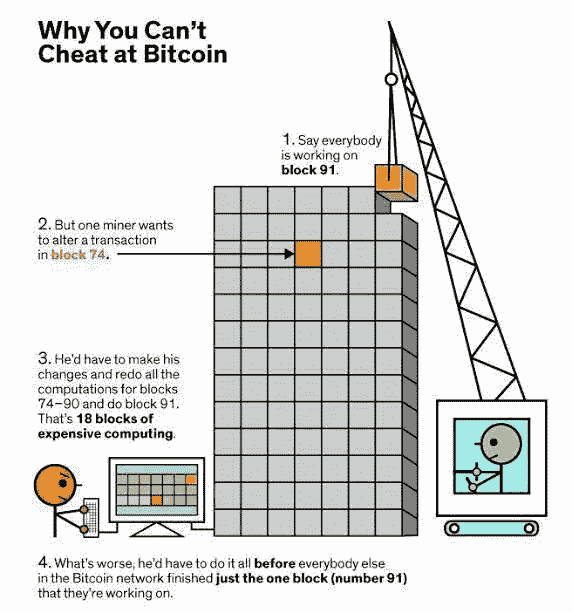 Why You Can't
Cheat at Bitcoin
1. Say everybody
is working on
block 91.
2. But one miner wants
to alter a transaction
in block 74.
3. He'd have to make his
changes and redo all the
computations for blocks
74–90 and do block 91.
That's 18 blocks of
expensive computing.
4. What's worse, he'd have to do it all before everybody else
in the Bitcoin network finished just the one block (number 91)
that they're working on.